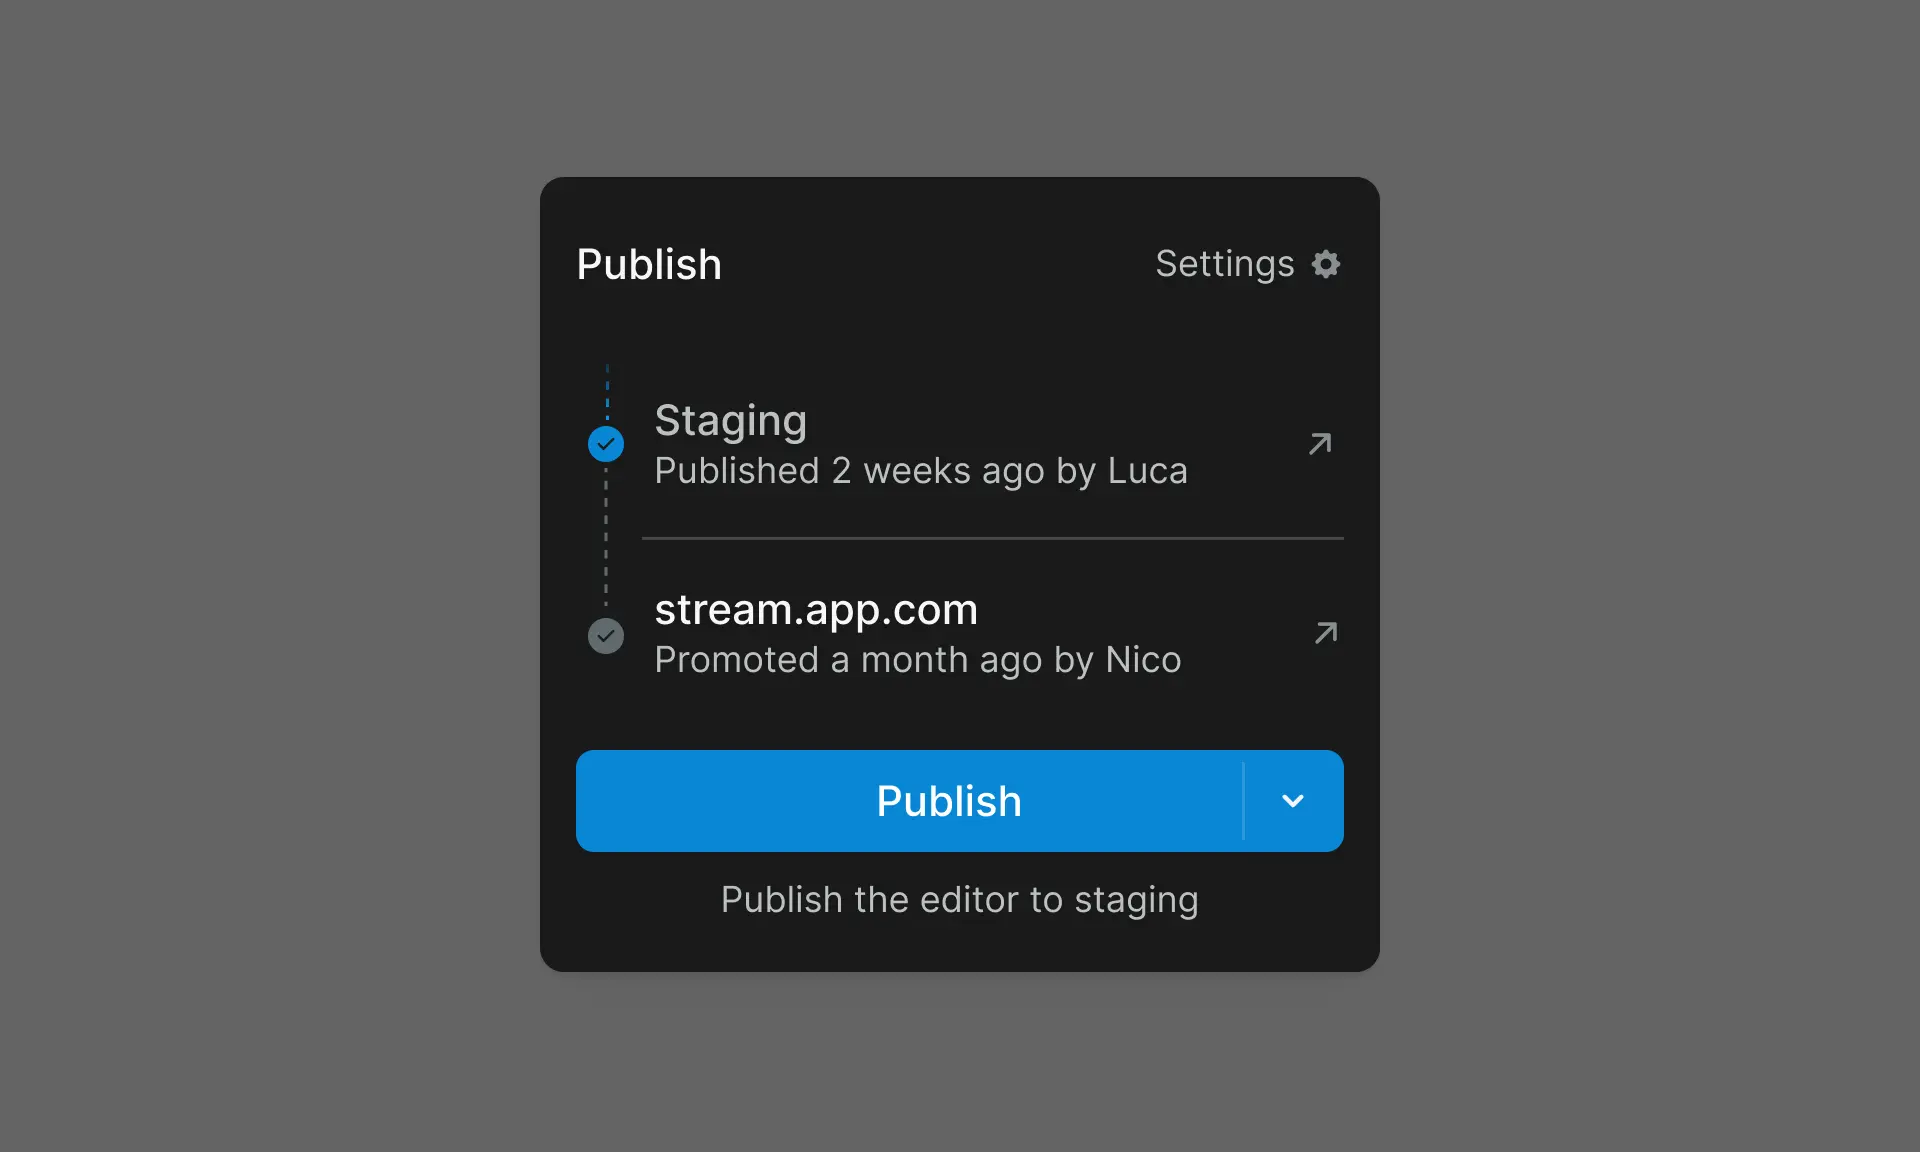 Publish
Settings
Staging
Published 2 weeks ago by Luca
stream.app.com
Promoted a month ago by Nico
Publish
Publish the editor to staging